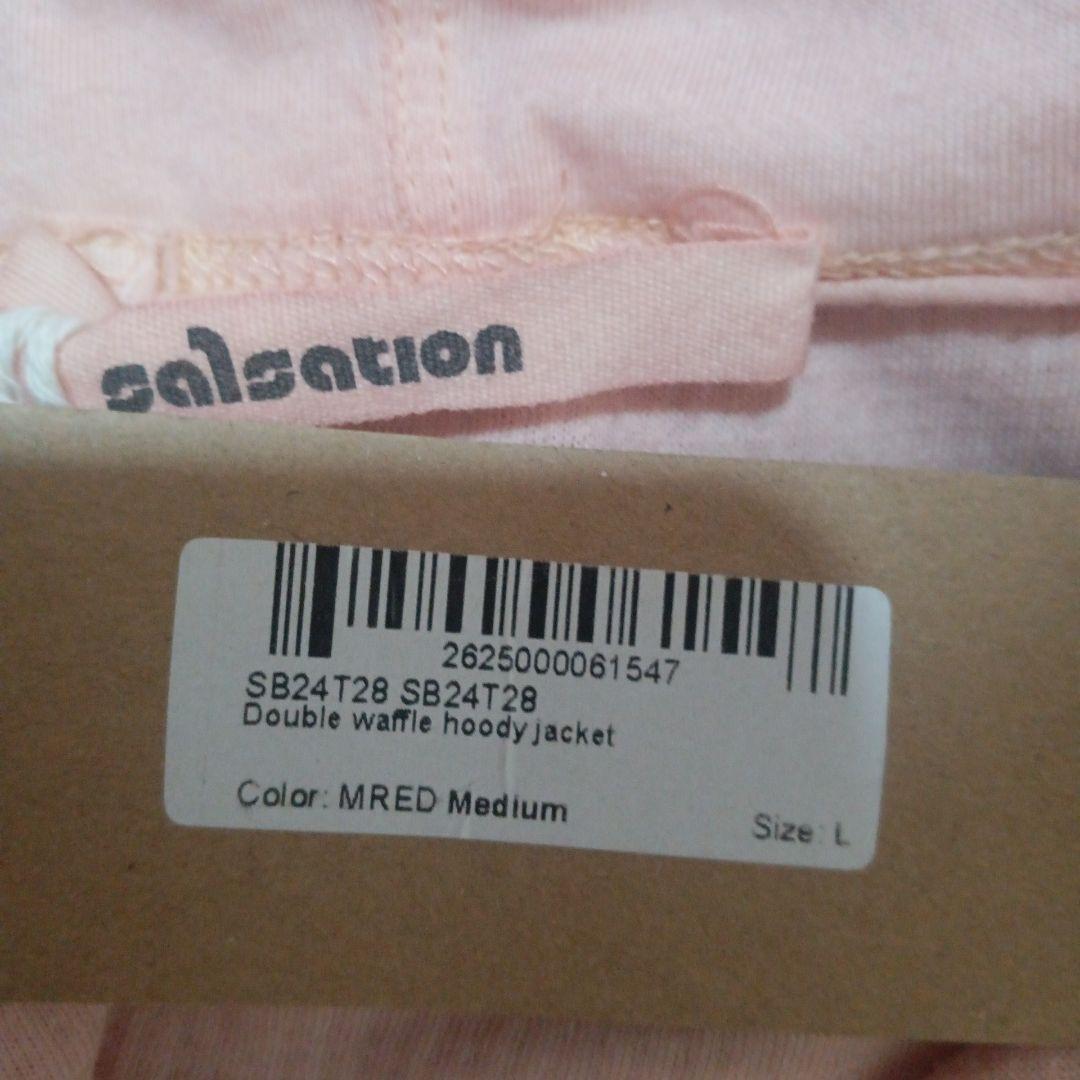 salsation
2625000061547
SB24T28 SB24T28
Double waffle hoody jacket
Color: MRED Medium
Size: L